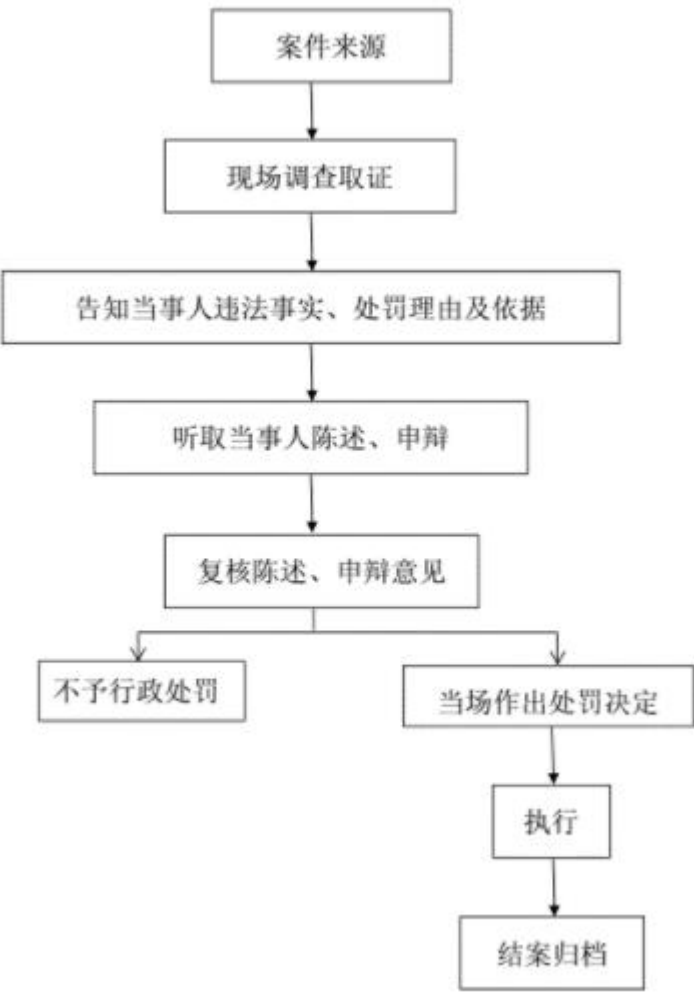 案件来源
现场调查取证
告知当事人违法事实、处罚理由及依据
听取当事人陈述、申辩
复核陈述、申辩意见
不予行政处罚
当场作出处罚决定
执行
结案归档